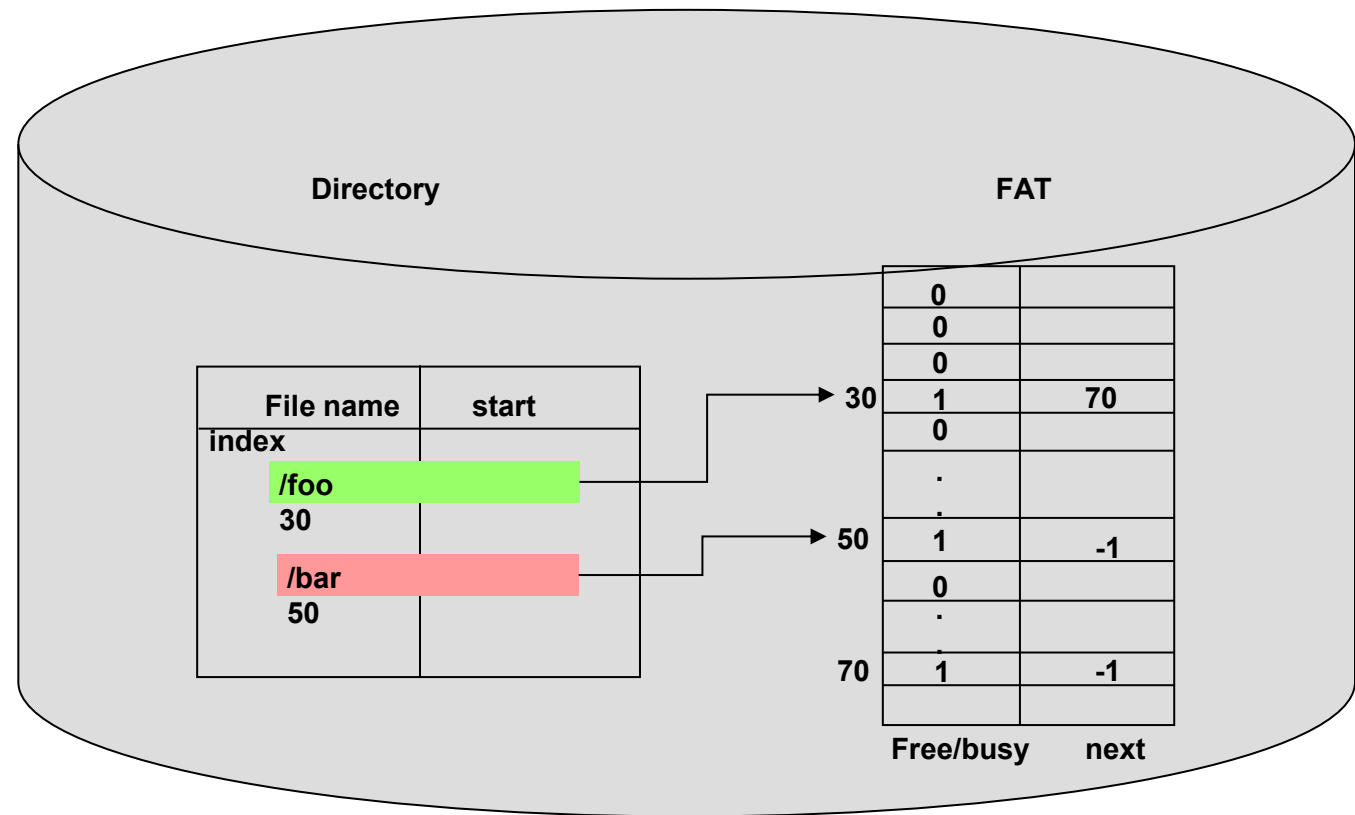 Directory
FAT
File name start
index
/foo
30
/bar
50
0
0
0
30 1 70
0
.
.
50 1 -1
0
.
.
70 1 -1
Free/busy next